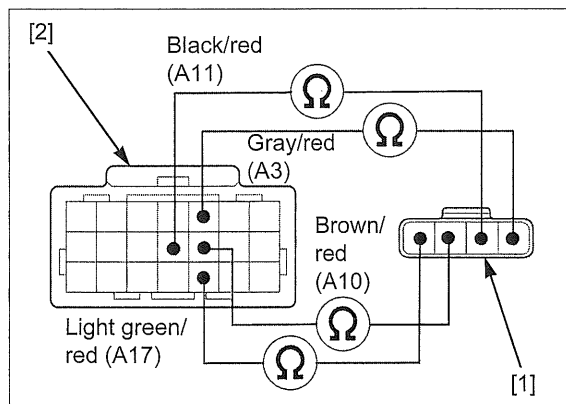 [2]
Black/red
(A11)
Ω
Ω
Gray/red
(A3)
Brown/
red
(A10)
Light green/
red (A17)
Ω
Ω
[1]